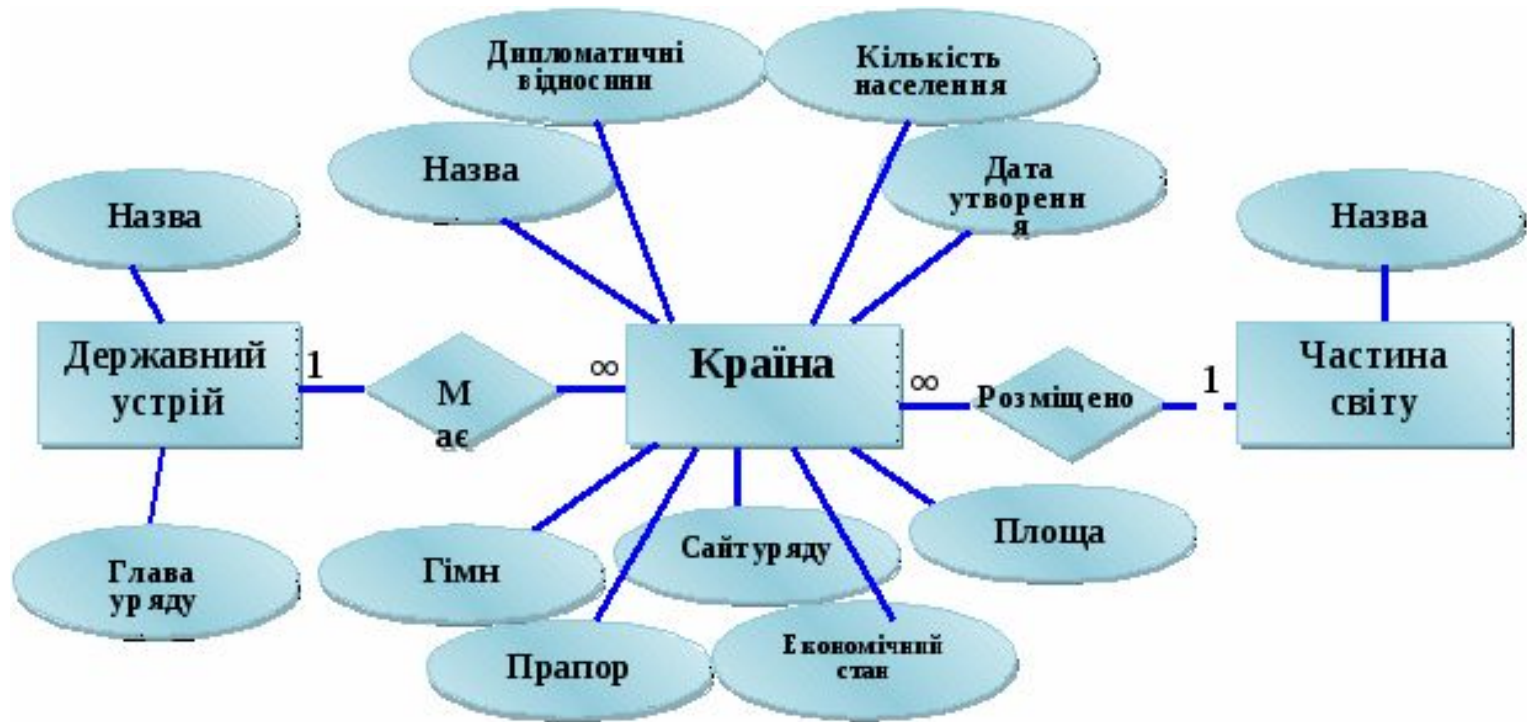 Дипломатичні
відносини
Кількість
населення
Назва
Дата
утворенн
я
Назва
Назва
Державний
устрій
1
М
ає
∞
Країна
∞
Розміщено
1
Частина
світу
Глава
уряду
Гімн
Сайт уряду
Площа
Прапор
Економічний
стан